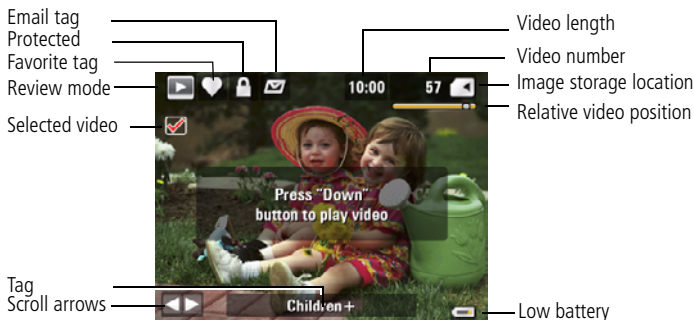 Email tag
Protected
Favorite tag
Review mode
Selected video
Tag
Scroll arrows
Video length
Video number
Image storage location
Relative video position
Low battery
10:00
57
Press "Down"
button to play video
Children+